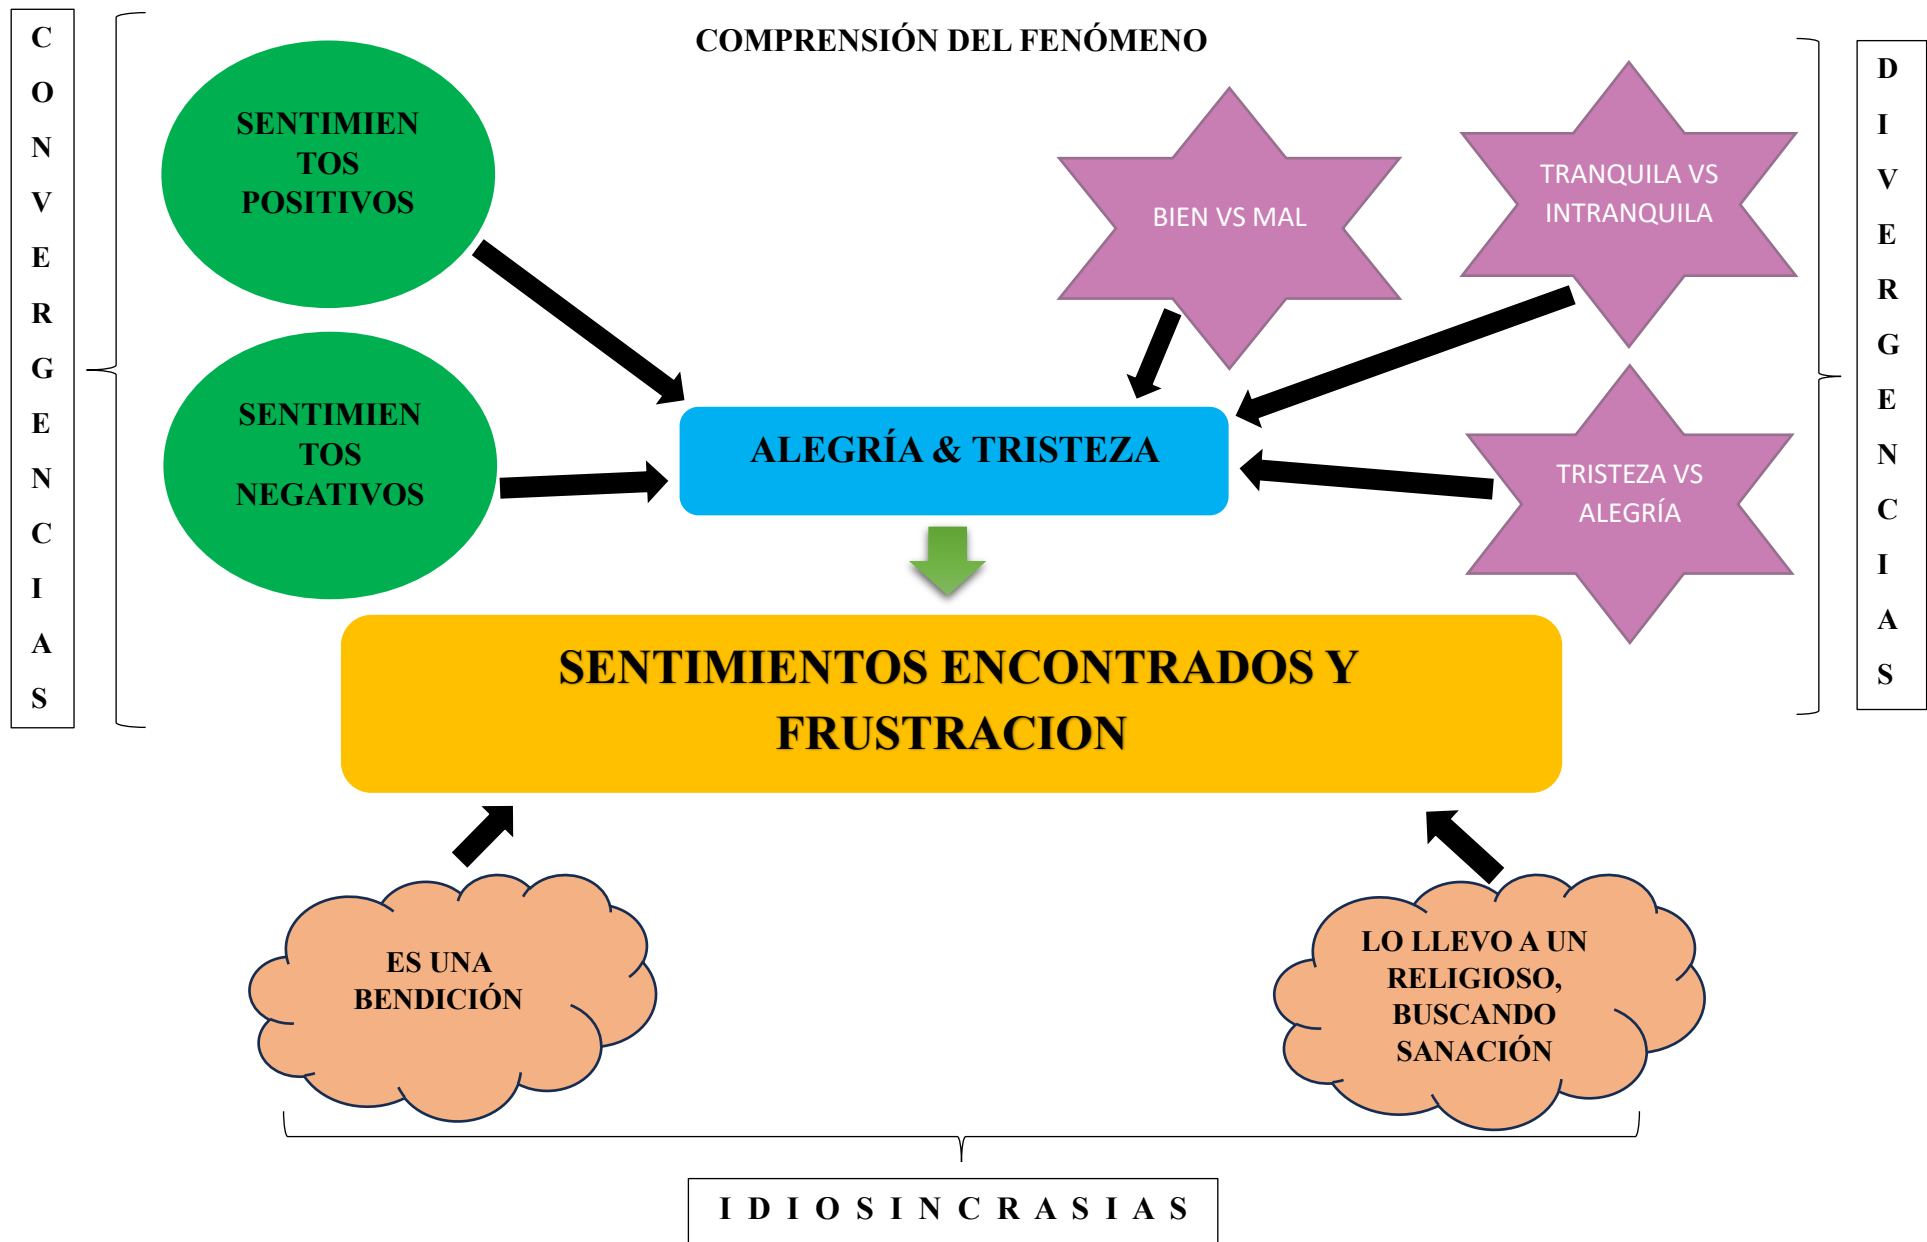 COMPRENSIÓN DEL FENÓMENO
C
O
N
V
E
R
G
E
N
C
I
A
S
SENTIMIEN
TOS
POSITIVOS
SENTIMIEN
TOS
NEGATIVOS
BIEN VS MAL
TRANQUILA VS
INTRANQUILA
TRISTEZA VS
ALEGRÍA
D
I
V
E
R
G
E
N
C
I
A
S
ALEGRÍA & TRISTEZA
SENTIMIENTOS ENCONTRADOS Y
FRUSTRACION
ES UNA
BENDICIÓN
LO LLEVO A UN
RELIGIOSO,
BUSCANDO
SANACIÓN
I D I O S I N C R A S I A S